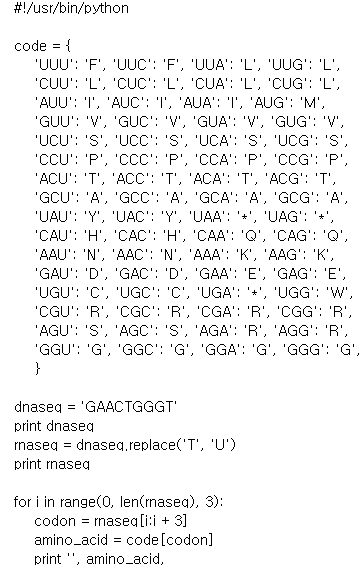 #!/usr/bin/python
code = {
'UUU': 'F', 'UUC': 'F', 'UUA': 'L', 'UUG': 'L',
'CUU': 'L', 'CUC': 'L', 'CUA': 'L', 'CUG': 'L',
'AUU': 'I', 'AUC': 'I', 'AUA': 'I', 'AUG': 'M',
'GUU': 'V', 'GUC': 'V', 'GUA': 'V', 'GUG': 'V',
'UCU': 'S', 'UCC': 'S', 'UCA': 'S', 'UCG': 'S',
'CCU': 'P', 'CCC': 'P', 'CCA': 'P', 'CCG': 'P',
'ACU': 'T', 'ACC': 'T', 'ACA': 'T', 'ACG': 'T',
'GCU': 'A', 'GCC': 'A', 'GCA': 'A', 'GCG': 'A',
'UAU': 'Y', 'UAC': 'Y', 'UAA': '*', 'UAG': '*',
'CAU': 'H', 'CAC': 'H', 'CAA': 'Q', 'CAG': 'Q',
'AAU': 'N', 'AAC': 'N', 'AAA': 'K', 'AAG': 'K',
'GAU': 'D', 'GAC': 'D', 'GAA': 'E', 'GAG': 'E',
'UGU': 'C', 'UGC': 'C', 'UGA': '*', 'UGG': 'W',
'CGU': 'R', 'CGC': 'R', 'CGA': 'R', 'CGG': 'R',
'AGU': 'S', 'AGC': 'S', 'AGA': 'R', 'AGG': 'R',
'GGU': 'G', 'GGC': 'G', 'GGA': 'G', 'GGG': 'G',
}
dnaseq = 'GAACTGGGT'
print dnaseq
rnaseq = dnaseq.replace('T', 'U')
print rnaseq
for i in range(0, len(rnaseq), 3):
codon = rnaseq[i:i + 3]
amino_acid = code[codon]
print '', amino_acid,